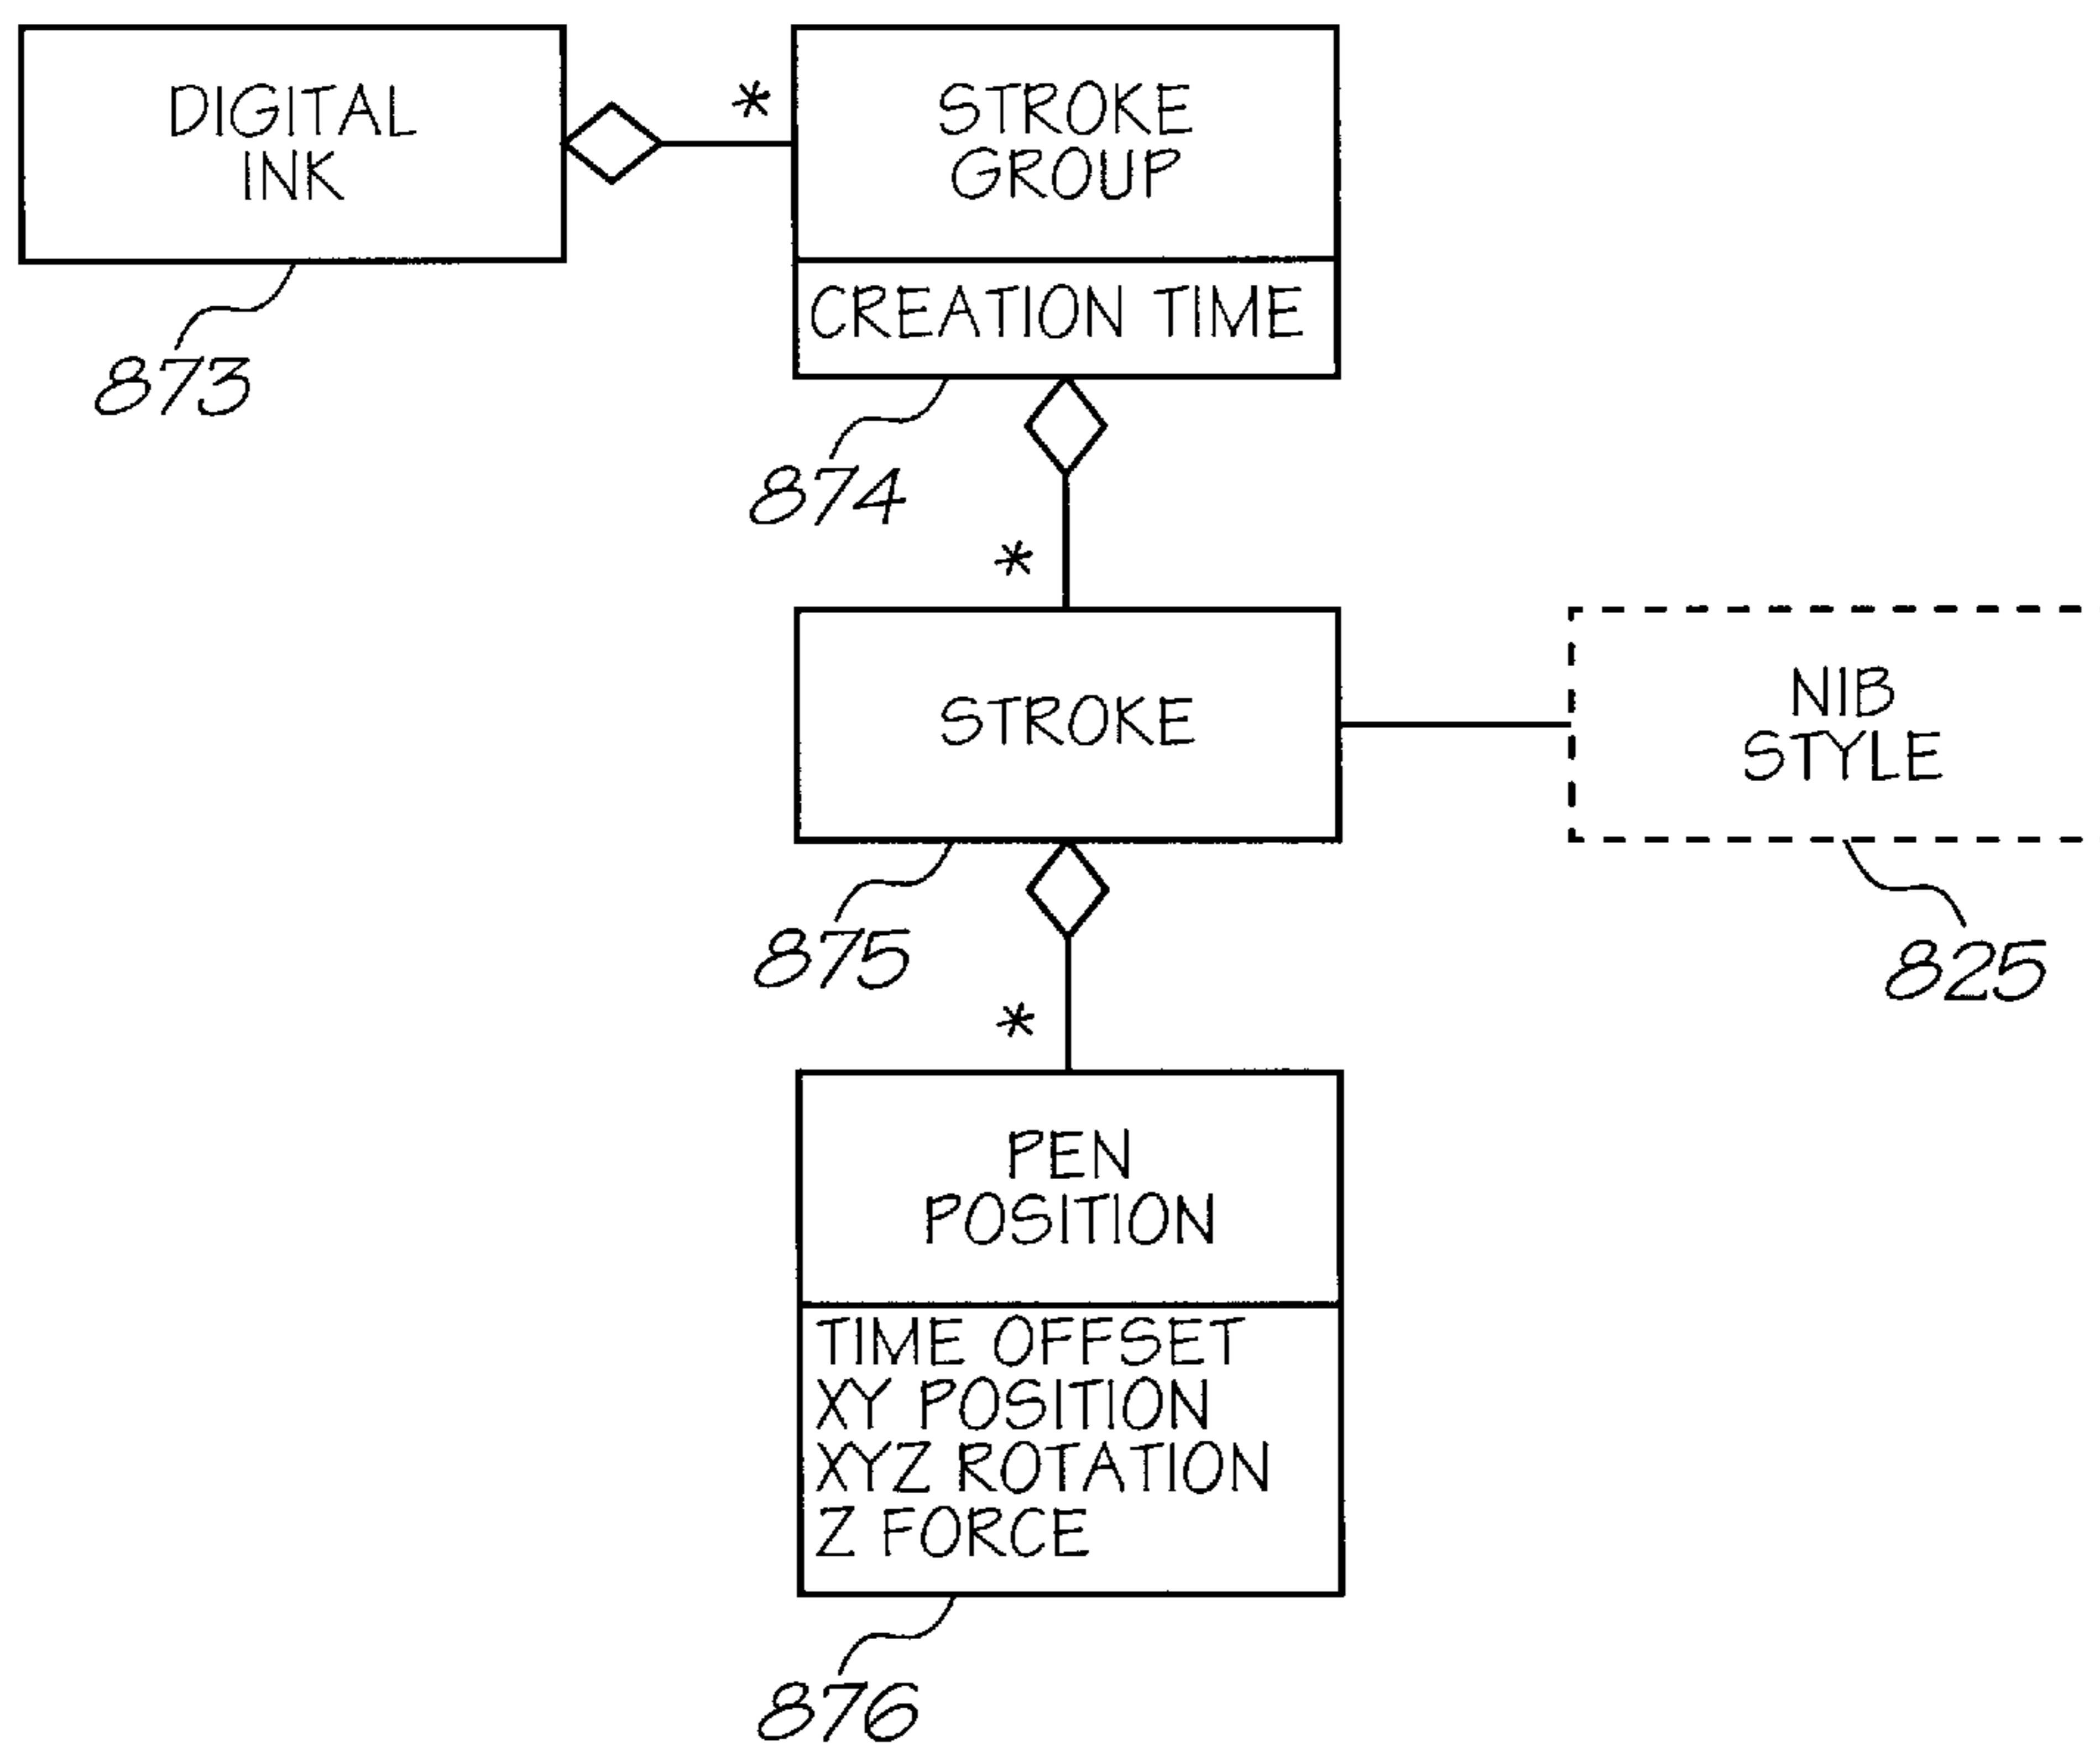 DIGITAL
INK
*
STROKE
GROUP
CREATION TIME
873
874
*
STROKE
NIB
STYLE
875
825
*
PEN
POSITION
TIME OFFSET
XY POSITION
XYZ ROTATION
Z FORCE
876